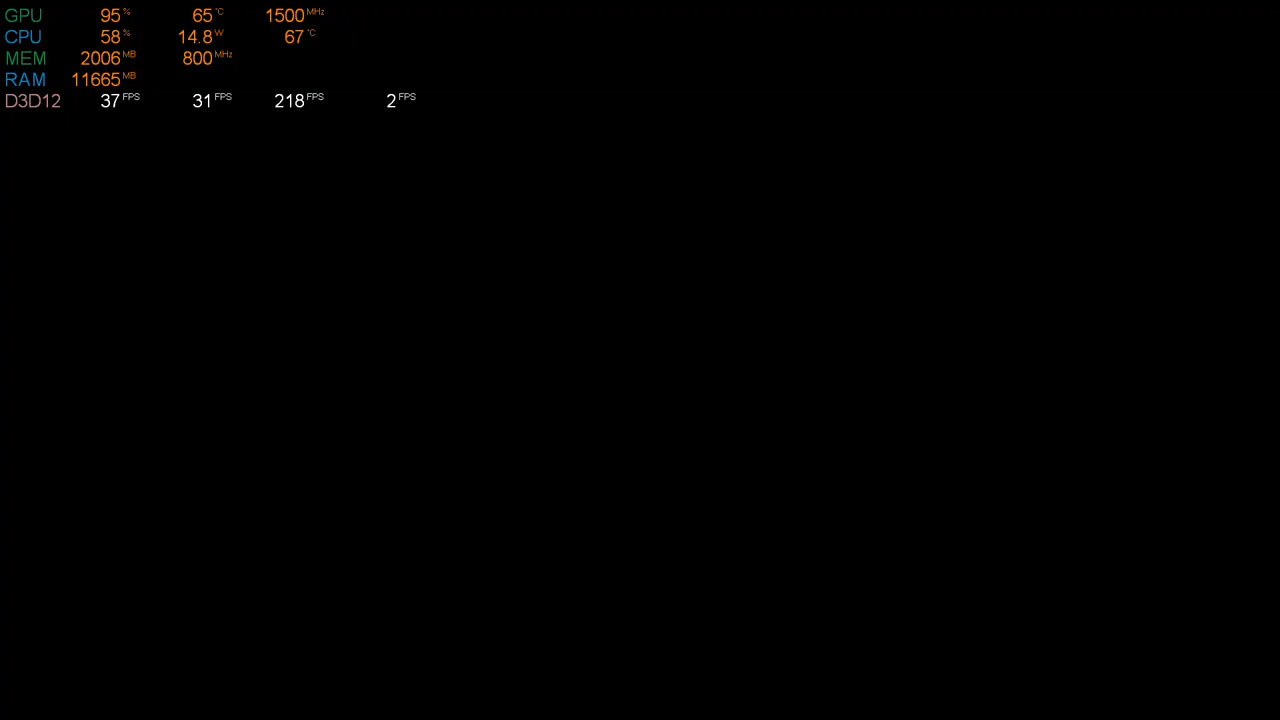 GPU 95 % 65 °C 1500 MHz
CPU 58 % 14.8 W 67 °C
MEM 2006 MB 800 MHz
RAM 11665 MB
D3D12 37 FPS 31 FPS 218 FPS 2 FPS